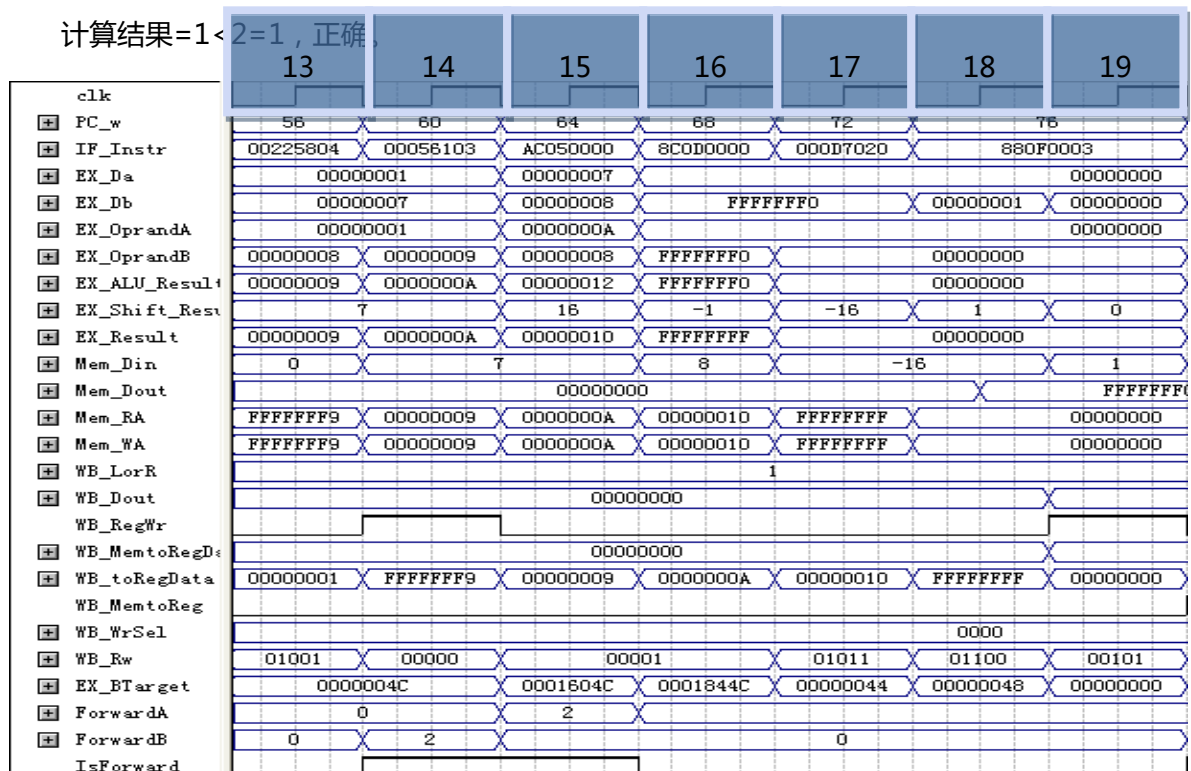 计算结果=1<2=1，正确。
13 14 15 16 17 18 19
clk
PC_w 56 60 64 68 72 76
IF_Instr 00225804 00056103 AC050000 8C0D0000 000D7020 880F0003
EX_Da 00000001 00000007 00000000
EX_Db 00000007 00000008 FFFFFFF0 00000001 00000000
EX_OprandA 00000001 0000000A 00000000
EX_OprandB 00000008 00000009 00000008 FFFFFFF0 00000000
EX_ALU_Result 00000009 0000000A 00000012 FFFFFFF0 00000000
EX_Shift_Resu 7 16 -1 -16 1 0
EX_Result 00000009 0000000A 00000010 FFFFFFFF 00000000
Mem_Din 0 7 8 -16 1
Mem_Dout 00000000 FFFFFFF0
Mem_RA FFFFFFF9 00000009 0000000A 00000010 FFFFFFFF 00000000
Mem_WA FFFFFFF9 00000009 0000000A 00000010 FFFFFFFF 00000000
WB_LorR 1
WB_Dout 00000000
WB_RegWr
WB_MemtoRegDa 00000000
WB_toRegData 00000001 FFFFFFF9 00000009 0000000A 00000010 FFFFFFFF 00000000
WB_MemtoReg
WB_WrSel 0000
WB_Rw 01001 00000 00001 01011 01100 00101
EX_BTarget 0000004C 0001604C 0001844C 00000044 00000048 00000000
ForwardA 0 2
ForwardB 0 2 0
IsForward